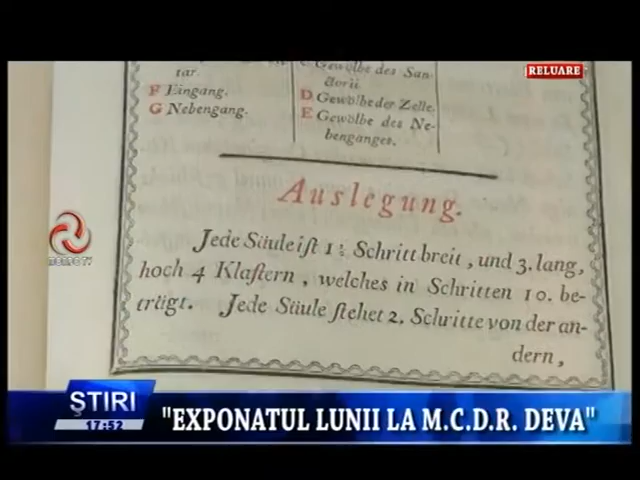 RELUARE
tar.
F Eingang.
G Nebengang.
C Gewölbe des San-
ctorii.
D Gewölbe der Zelle.
E Gewölbe des Ne-
benganges.
Auslegung.
Jede Säule iſt 1½ Schritt breit, und 3. lang,
hoch 4 Klaftern, welches in Schritten 10. be-
trägt. Jede Säule ſtehet 2. Schritte von der an-
dern,
ŞTIRI
17:52
"EXPONATUL LUNII LA M.C.D.R. DEVA"